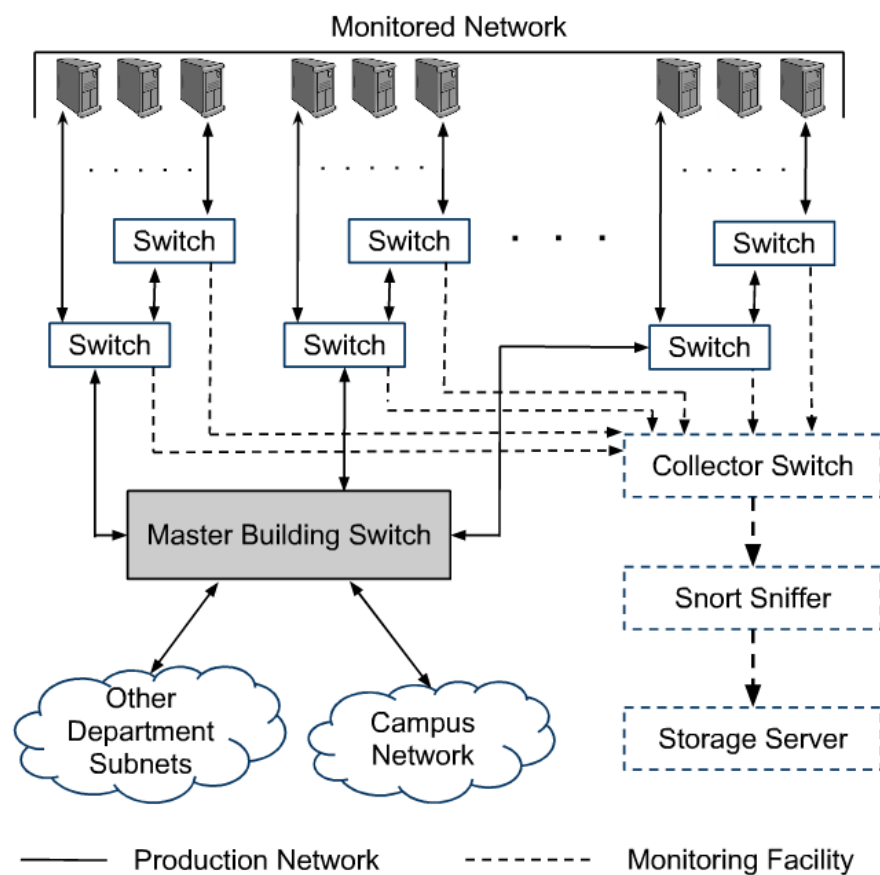 Monitored Network
Switch
Switch
Switch
Switch
Switch
Switch
Collector Switch
Master Building Switch
Snort Sniffer
Other
Department
Subnets
Campus
Network
Storage Server
Production Network
Monitoring Facility